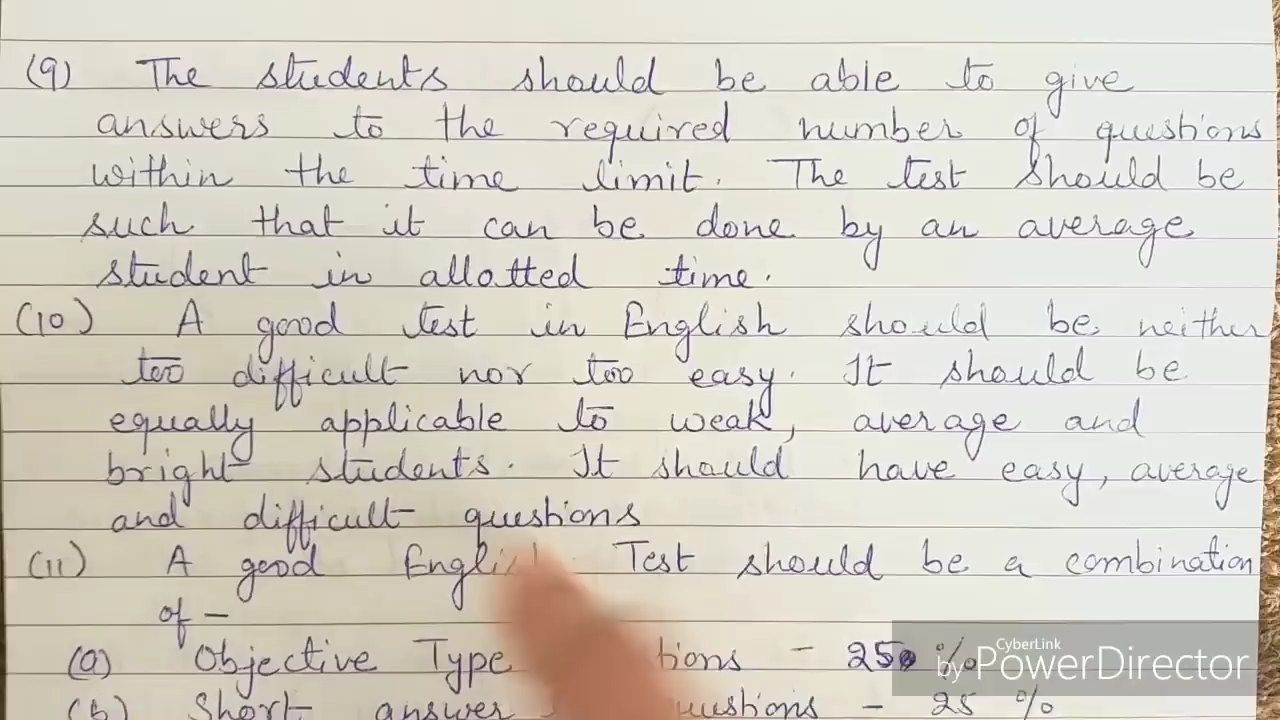 (9) The students should be able to give
answers to the required number of questions
within the time limit. The test should be
such that it can be done by an average
student in allotted time.
(10) A good test in English should be neither
too difficult nor too easy. It should be
equally applicable to weak, average and
bright students. It should have easy, average
and difficult questions
(11) A good English Test should be a combination
of –
(a) Objective Type tions – 25 %
(b) Short answer uestions – 25 %
CyberLink
by PowerDirector